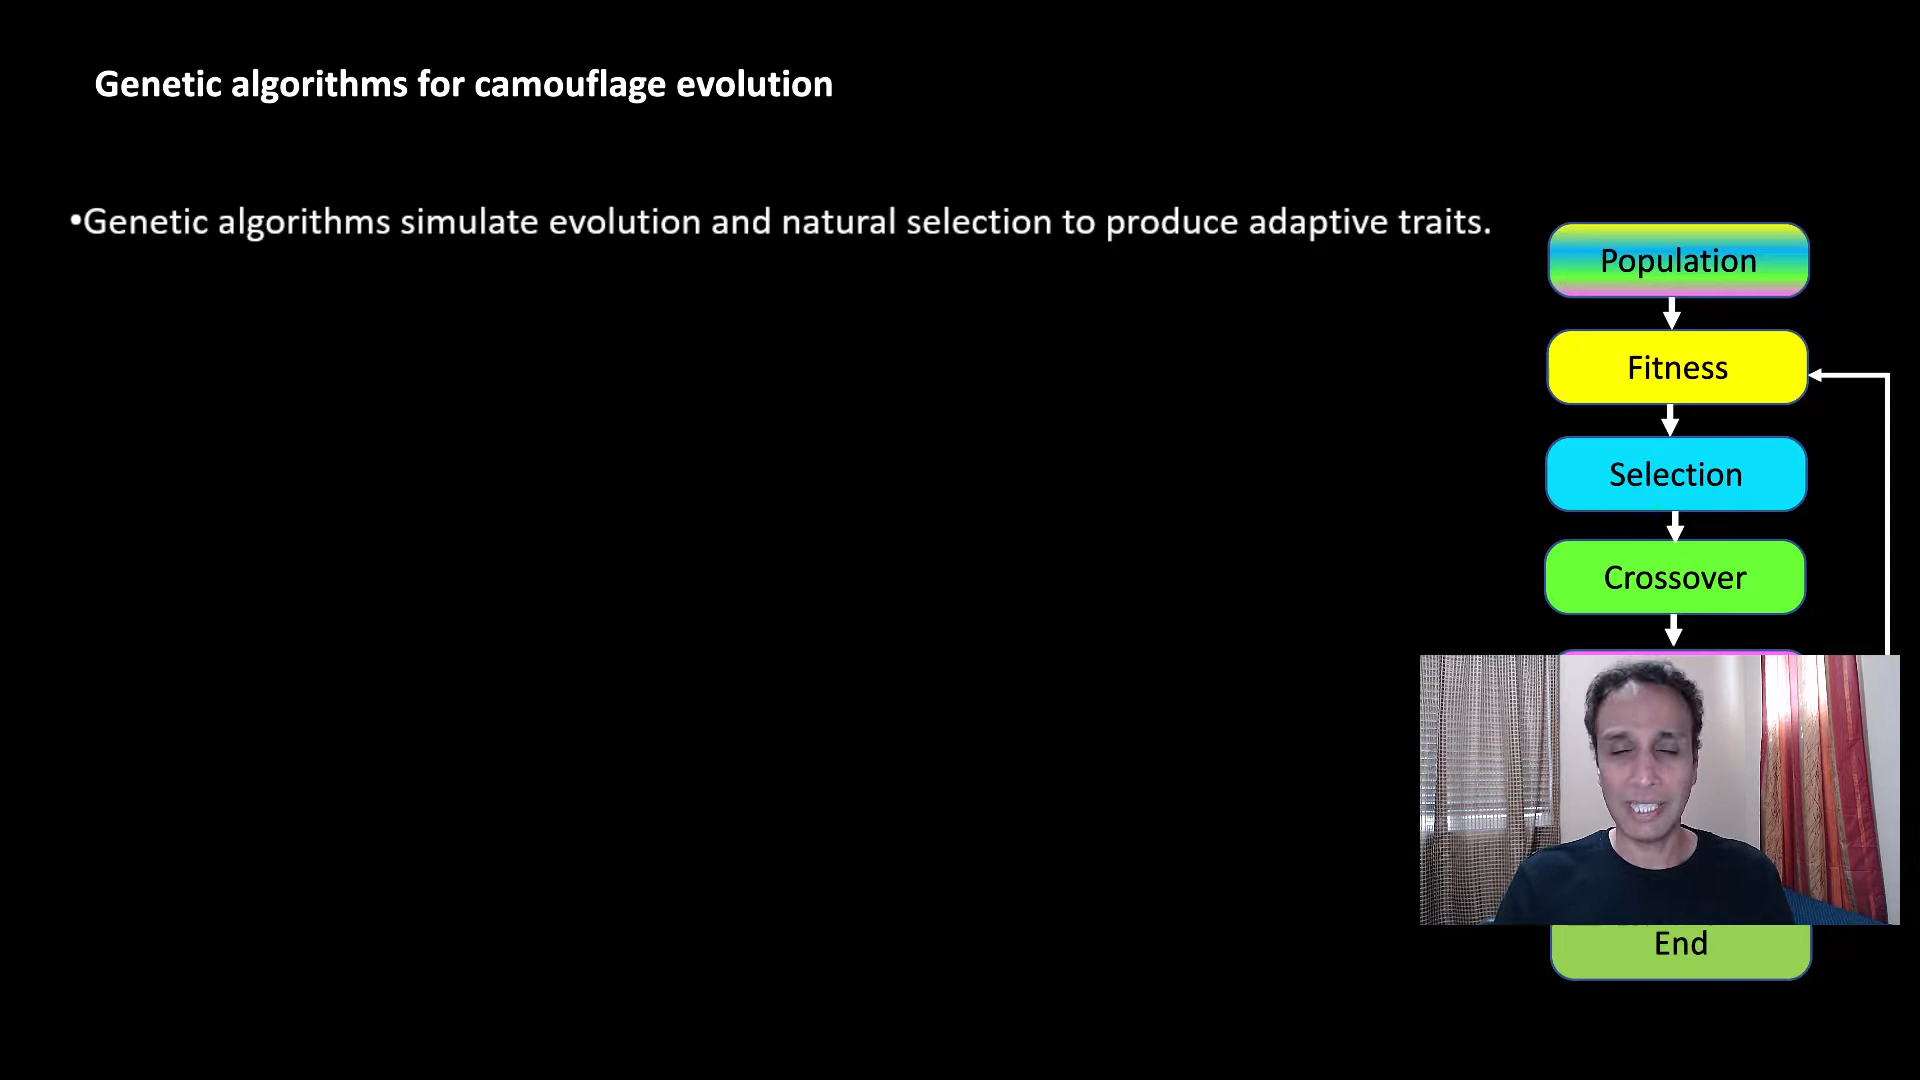 Genetic algorithms for camouflage evolution
•Genetic algorithms simulate evolution and natural selection to produce adaptive traits.
Population
Fitness
Selection
Crossover
End